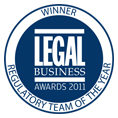 WINNER
LEGAL
BUSINESS
AWARDS 2011
REGULATORY TEAM OF THE YEAR